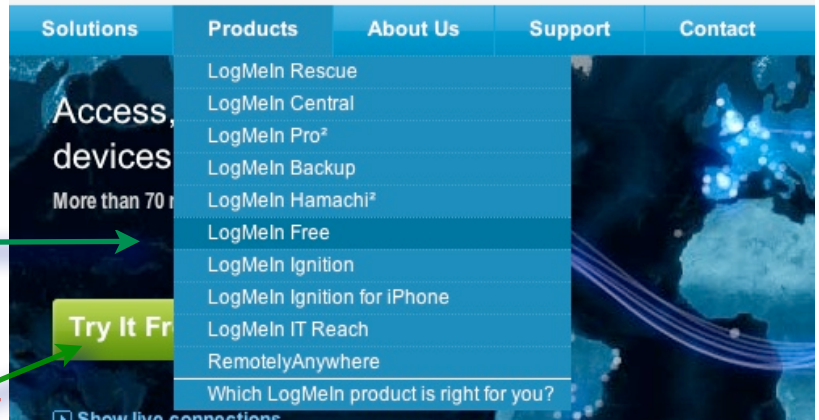 Solutions Products About Us Support Contact
LogMeIn Rescue
LogMeIn Central
LogMeIn Pro²
LogMeIn Backup
LogMeIn Hamachi²
LogMeIn Free
LogMeIn Ignition
LogMeIn Ignition for iPhone
LogMeIn IT Reach
RemotelyAnywhere
Which LogMeIn product is right for you?
Access,
devices
More than 70
Try It
Show live connections